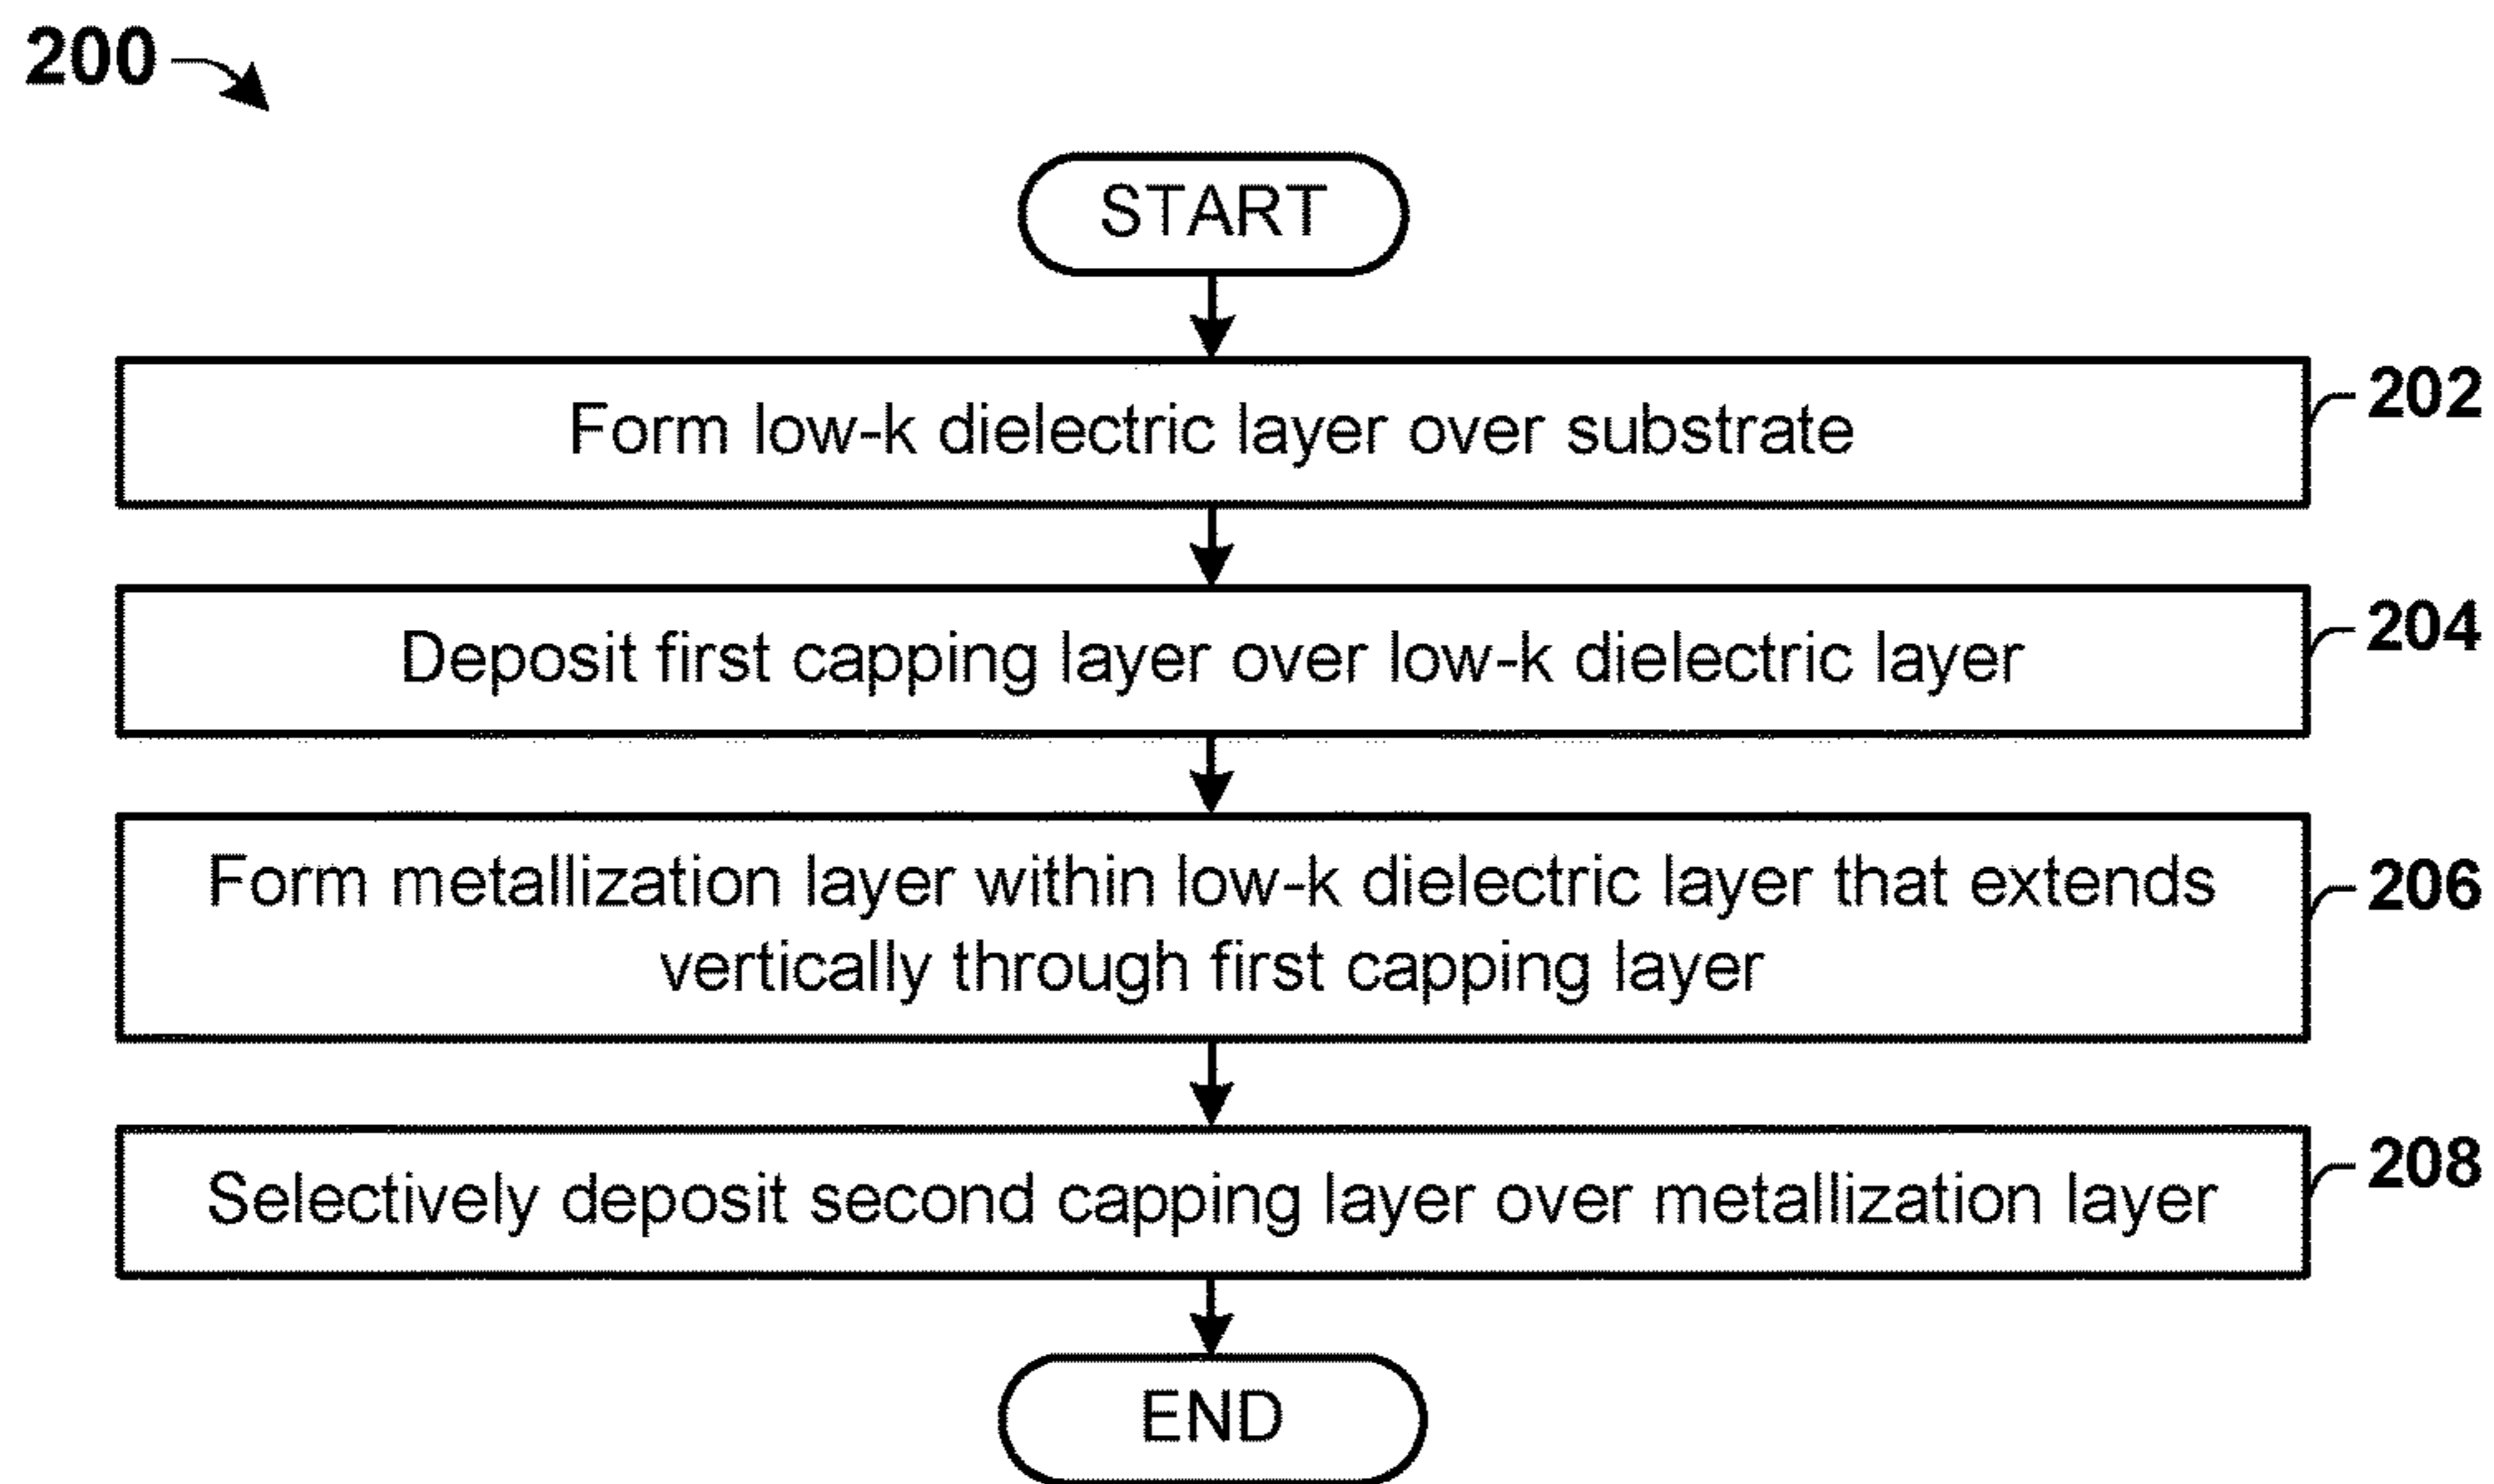 200
START
Form low-k dielectric layer over substrate
202
Deposit first capping layer over low-k dielectric layer
204
Form metallization layer within low-k dielectric layer that extends
vertically through first capping layer
206
Selectively deposit second capping layer over metallization layer
208
END